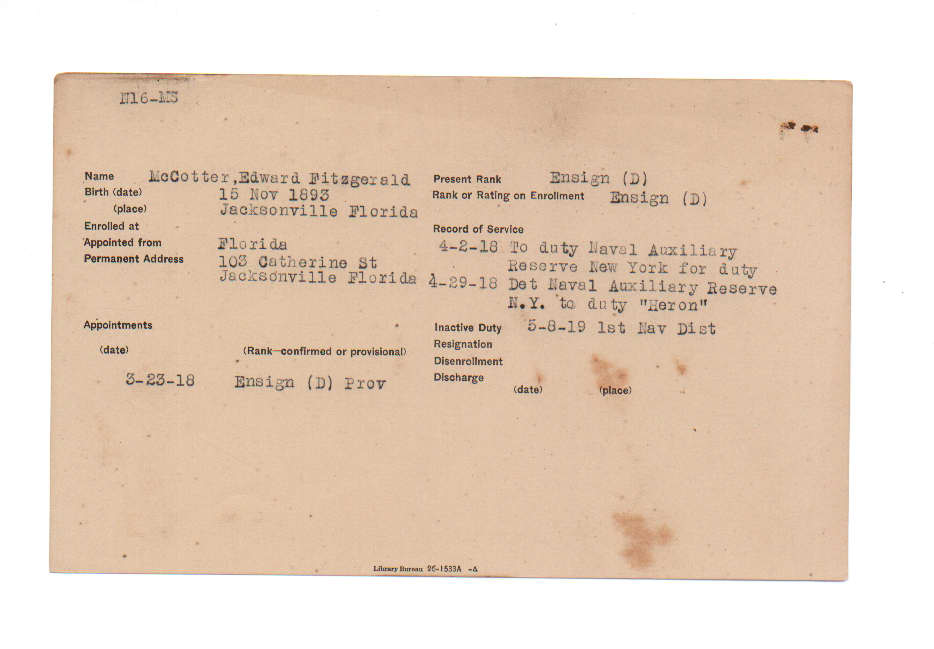 N16-MS
Name McCotter,Edward Fitzgerald
Birth (date) 15 Nov 1893
(place) Jacksonville Florida
Enrolled at
Appointed from Florida
Permanent Address 103 Catherine St
Jacksonville Florida
Appointments
(date) (Rank—confirmed or provisional)
3-23-18 Ensign (D) Prov
Present Rank Ensign (D)
Rank or Rating on Enrollment Ensign (D)
Record of Service
4-2-18 To duty Naval Auxiliary
Reserve New York for duty
4-29-18 Det Naval Auxiliary Reserve
N.Y. to duty "Heron"
Inactive Duty 5-8-19 1st Nav Dist
Resignation
Disenrollment
Discharge
(date) (place)
Library Bureau 26-1533A -A